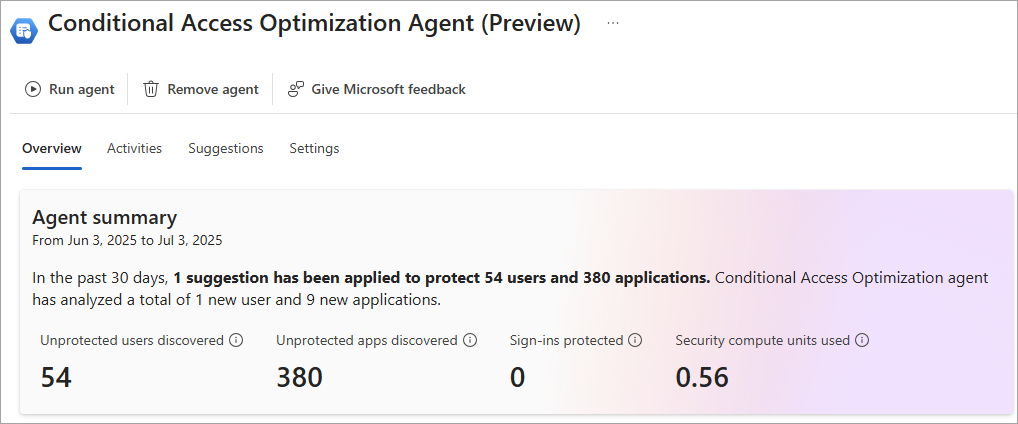 Conditional Access Optimization Agent (Preview) ...
Run agent Remove agent Give Microsoft feedback
Overview Activities Suggestions Settings
Agent summary
From Jun 3, 2025 to Jul 3, 2025
In the past 30 days, 1 suggestion has been applied to protect 54 users and 380 applications. Conditional Access Optimization agent
has analyzed a total of 1 new user and 9 new applications.
Unprotected users discovered Unprotected apps discovered Sign-ins protected Security compute units used
54 380 0 0.56